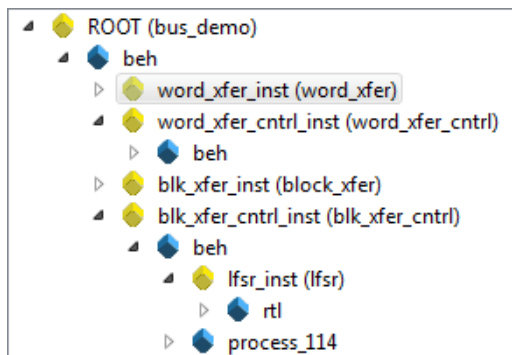 ROOT (bus_demo)
beh
word_xfer_inst (word_xfer)
word_xfer_cntrl_inst (word_xfer_cntrl)
beh
blk_xfer_inst (block_xfer)
blk_xfer_cntrl_inst (blk_xfer_cntrl)
beh
lfsr_inst (lfsr)
rtl
process_114